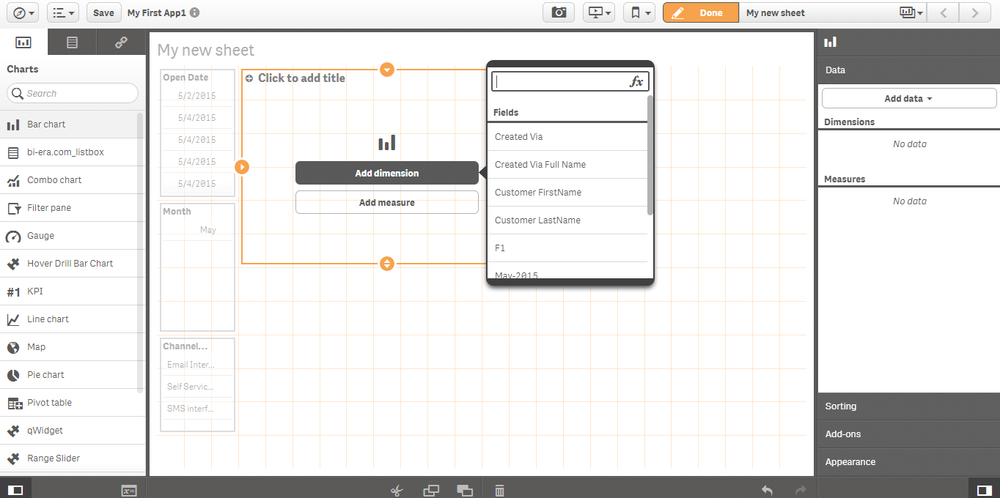 Save
My First App1
Done
My new sheet
Charts
Search
Bar chart
bi-era.com_listbox
Combo chart
Filter pane
Gauge
Hover Drill Bar Chart
#1 KPI
Line chart
Map
Pie chart
Pivot table
qWidget
Range Slider
My new sheet
Open Date
5/2/2015
5/4/2015
5/4/2015
5/4/2015
5/4/2015
Month
May
Channel...
Email Inter...
Self Servic...
SMS interf...
Click to add title
Add dimension
Add measure
fx
Fields
Created Via
Created Via Full Name
Customer FirstName
Customer LastName
F1
May-2015
Data
Add data
Dimensions
No data
Measures
No data
Sorting
Add-ons
Appearance
x=